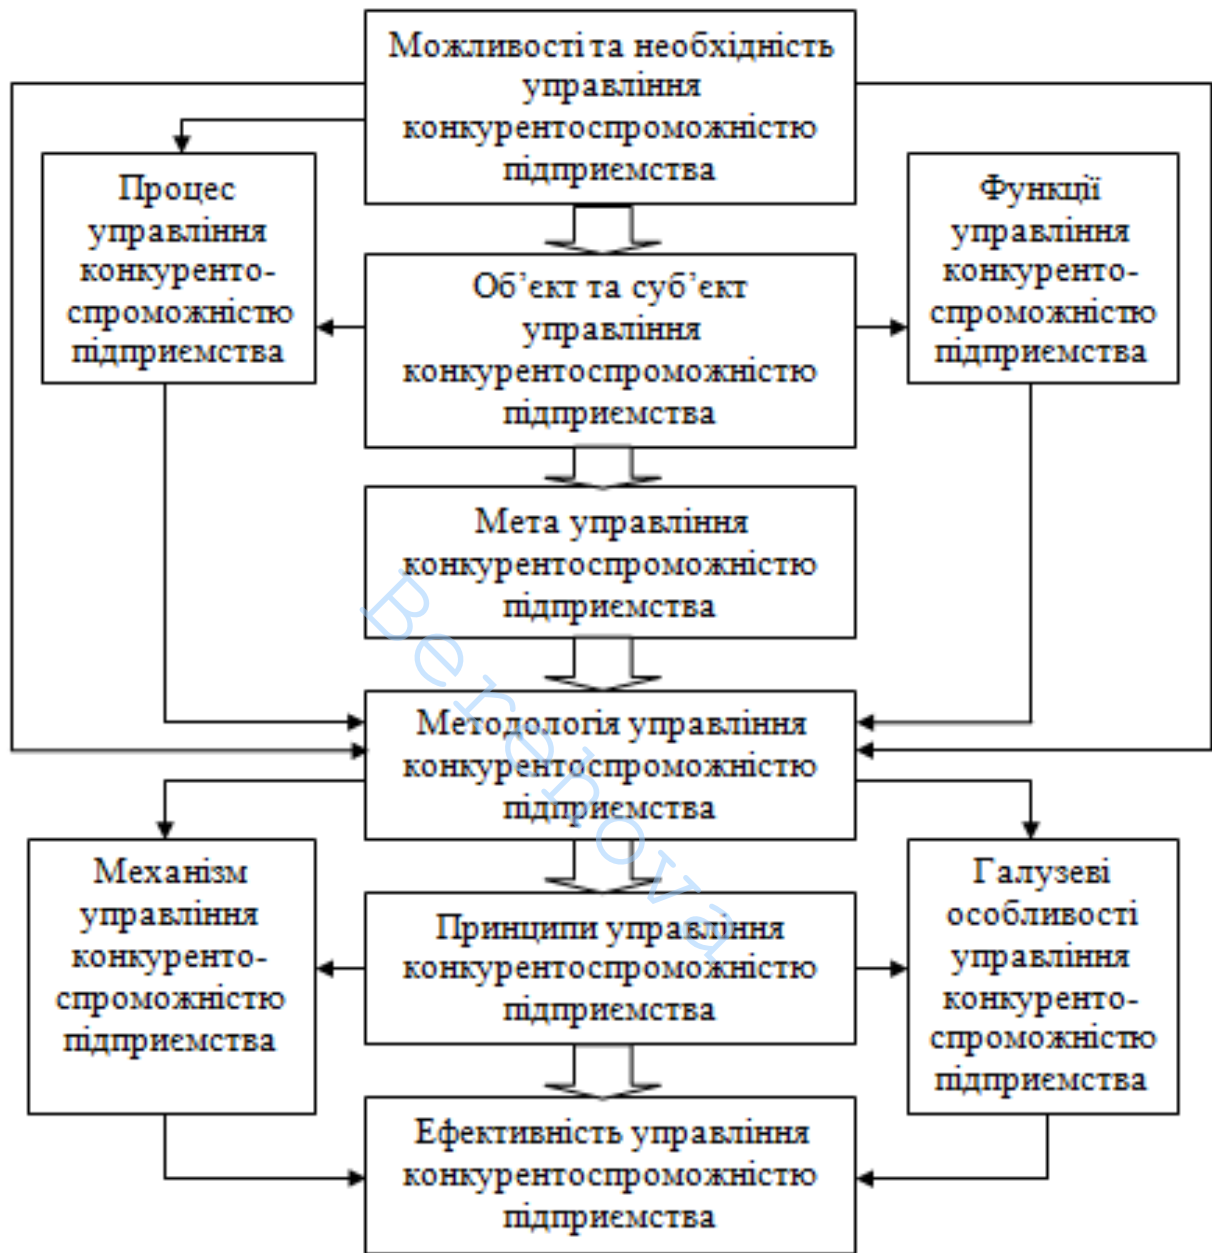 Можливості та необхідність
управління
конкурентоспроможністю
підприємства
Процес
управління
конкуренто-
спроможністю
підприємства
Функції
управління
конкуренто-
спроможністю
підприємства
Об’єкт та суб’єкт
управління
конкурентоспроможністю
підприємства
Мета управління
конкурентоспроможністю
підприємства
Методологія управління
конкурентоспроможністю
підприємства
Механізм
управління
конкуренто-
спроможністю
підприємства
Принципи управління
конкурентоспроможністю
підприємства
Галузеві
особливості
управління
конкуренто-
спроможністю
підприємства
Ефективність управління
конкурентоспроможністю
підприємства
Berehova